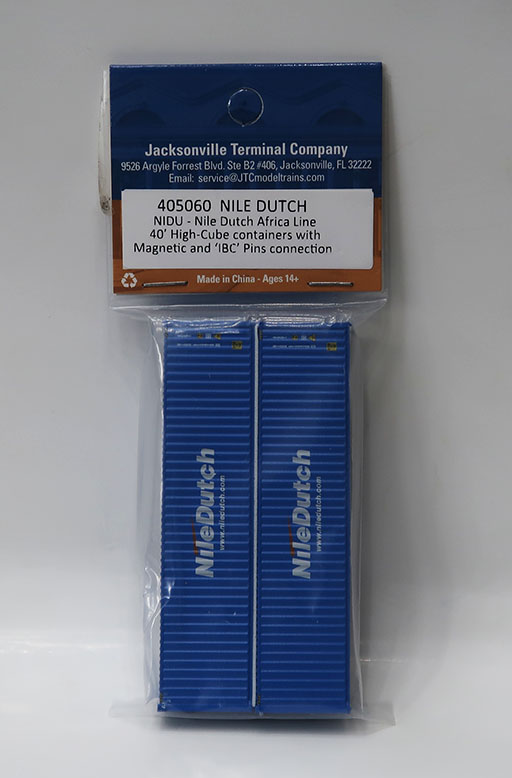 Jacksonville Terminal Company
9526 Argyle Forrest Blvd. Ste B2 #406, Jacksonville, FL 32222
Email: service@JTCmodeltrains.com
405060 NILE DUTCH
NIDU - Nile Dutch Africa Line
40' High-Cube containers with
Magnetic and 'IBC' Pins connection
Made in China - Ages 14+
NileDutch
www.niledutch.com
NileDutch
www.niledutch.com